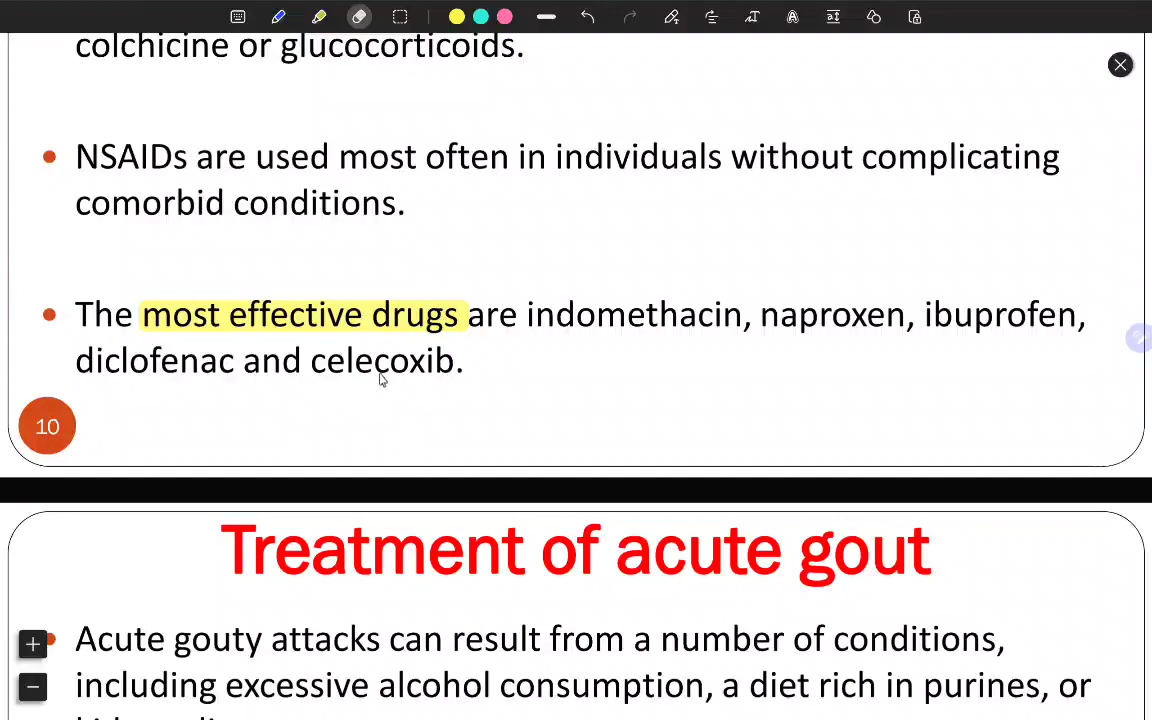 colchicine or glucocorticoids.
• NSAIDs are used most often in individuals without complicating
comorbid conditions.
• The most effective drugs are indomethacin, naproxen, ibuprofen,
diclofenac and celecoxib.
10
Treatment of acute gout
• Acute gouty attacks can result from a number of conditions,
including excessive alcohol consumption, a diet rich in purines, or